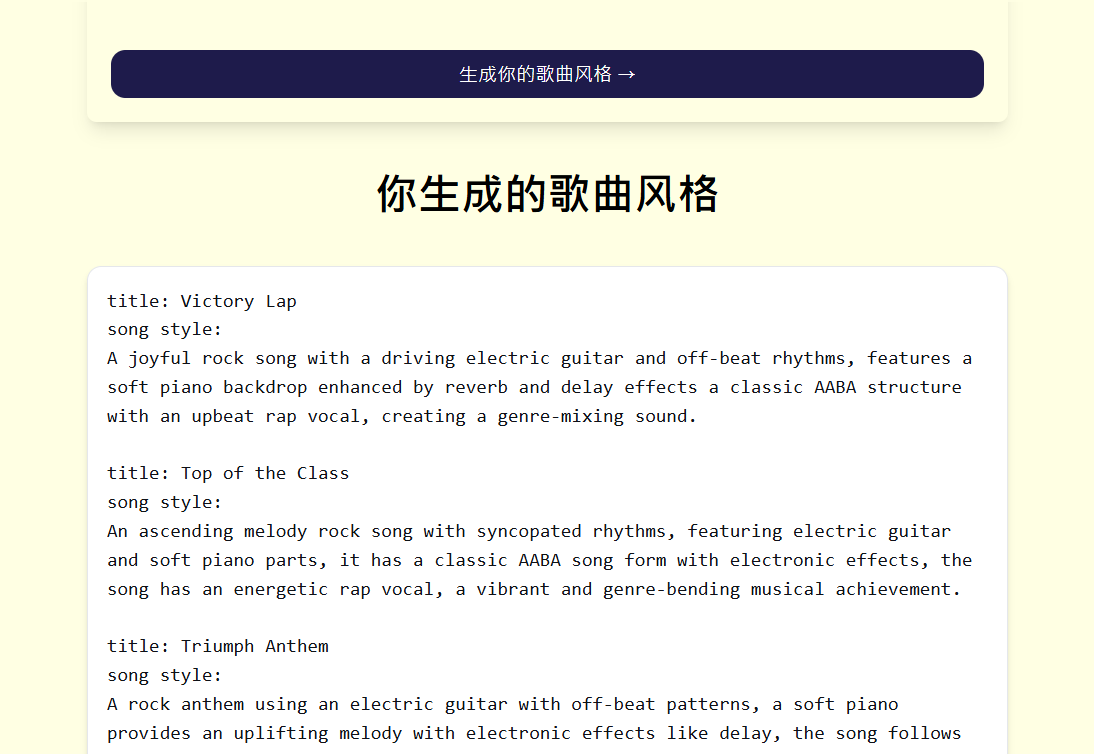 生成你的歌曲风格 →
你生成的歌曲风格
title: Victory Lap
song style:
A joyful rock song with a driving electric guitar and off-beat rhythms, features a
soft piano backdrop enhanced by reverb and delay effects a classic AABA structure
with an upbeat rap vocal, creating a genre-mixing sound.
title: Top of the Class
song style:
An ascending melody rock song with syncopated rhythms, featuring electric guitar
and soft piano parts, it has a classic AABA song form with electronic effects, the
song has an energetic rap vocal, a vibrant and genre-bending musical achievement.
title: Triumph Anthem
song style:
A rock anthem using an electric guitar with off-beat patterns, a soft piano
provides an uplifting melody with electronic effects like delay, the song follows